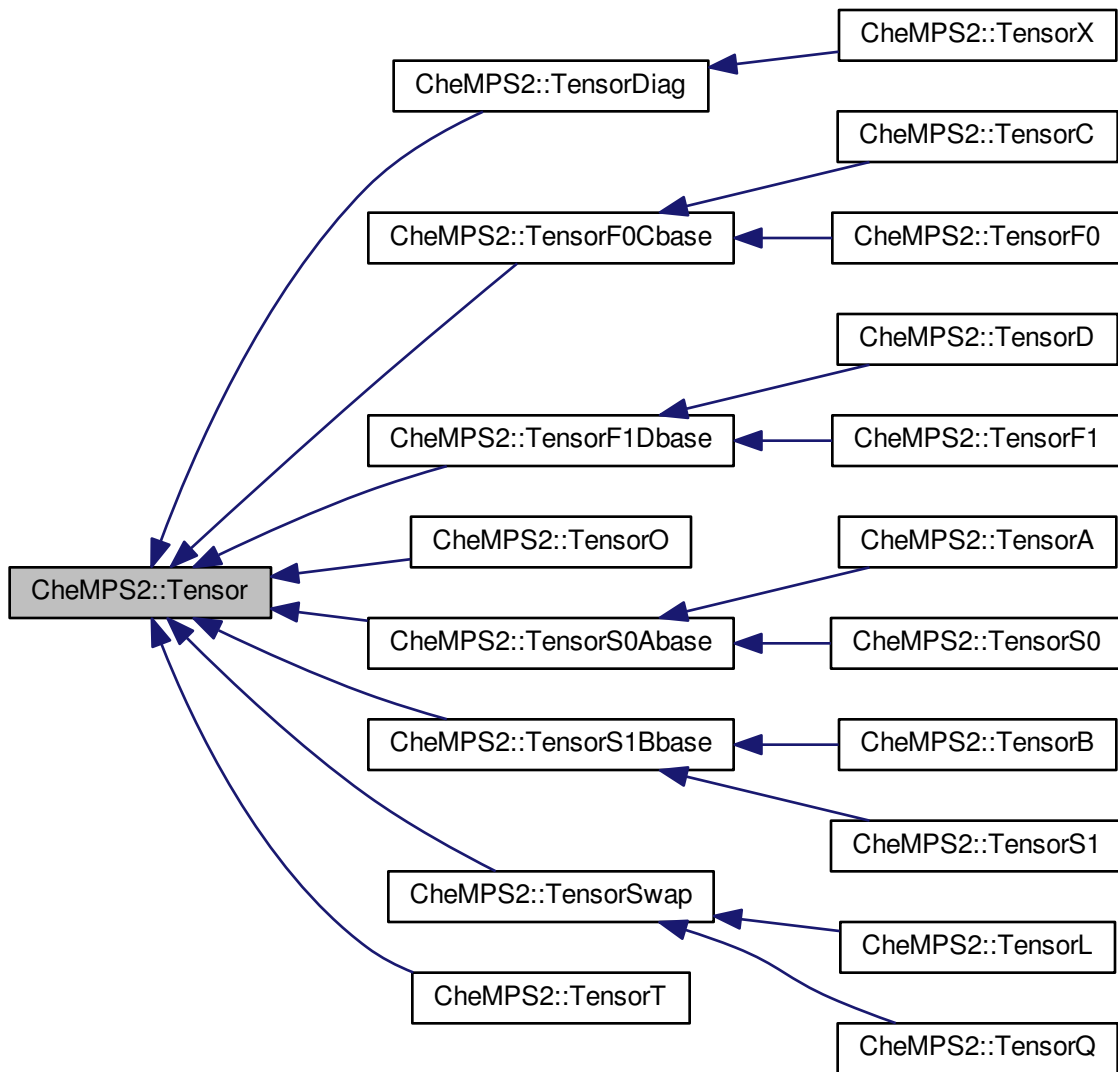 CheMPS2::TensorX
CheMPS2::TensorDiag
CheMPS2::TensorC
CheMPS2::TensorF0Cbase
CheMPS2::TensorF0
CheMPS2::TensorD
CheMPS2::TensorF1Dbase
CheMPS2::TensorF1
CheMPS2::TensorO
CheMPS2::TensorA
CheMPS2::Tensor
CheMPS2::TensorS0Abase
CheMPS2::TensorS0
CheMPS2::TensorS1Bbase
CheMPS2::TensorB
CheMPS2::TensorS1
CheMPS2::TensorSwap
CheMPS2::TensorL
CheMPS2::TensorT
CheMPS2::TensorQ